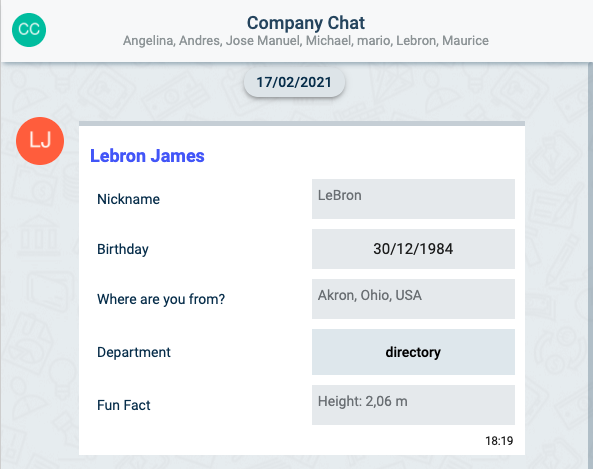 CC
Company Chat
Angelina, Andres, Jose Manuel, Michael, mario, Lebron, Maurice
17/02/2021
LJ
Lebron James
Nickname LeBron
Birthday 30/12/1984
Where are you from? Akron, Ohio, USA
Department directory
Fun Fact Height: 2,06 m
18:19